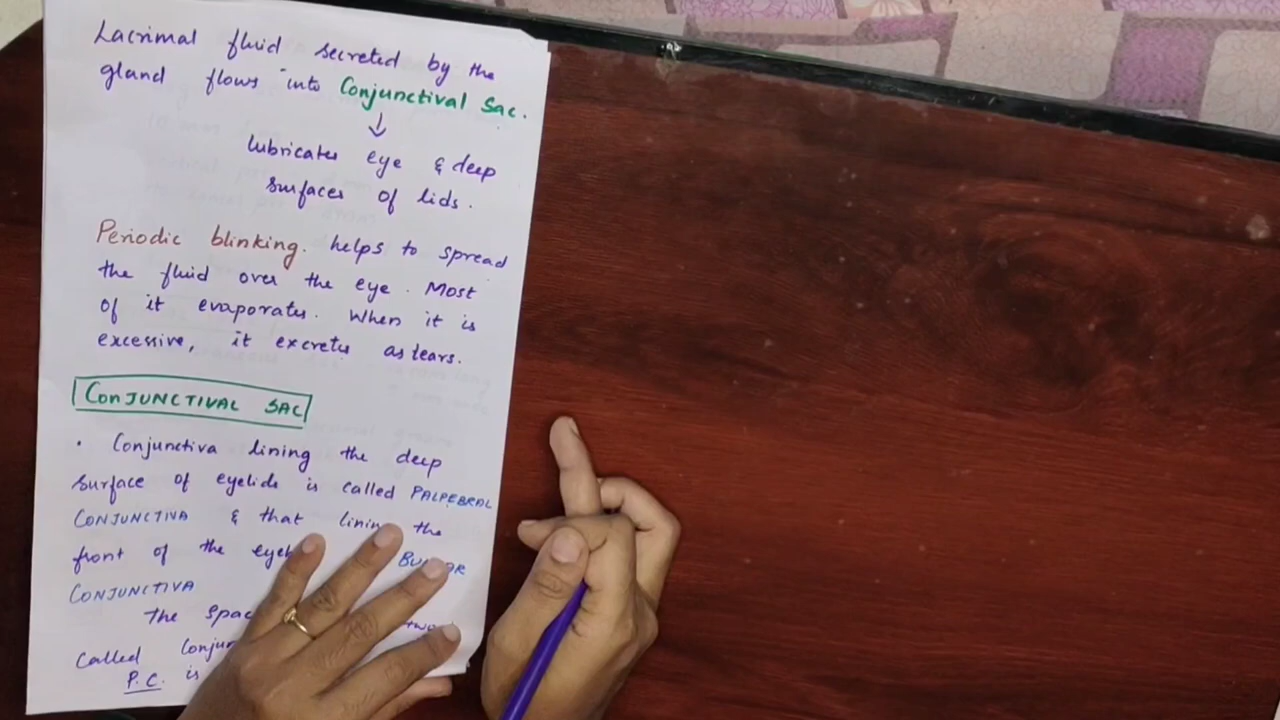 Lacrimal fluid secreted by the
gland flows into Conjunctival Sac.
↓
lubricates eye & deep
surfaces of lids.
Periodic blinking. helps to spread
the fluid over the eye. Most
of it evaporates. When it is
excessive, it excretes as tears.
CONJUNCTIVAL SAC
• Conjunctiva lining the deep
surface of eyelids is called PALPEBRAL
CONJUNCTIVA & that lining the
front of the
CONJUNCTIVA
The
Called
P.C. is